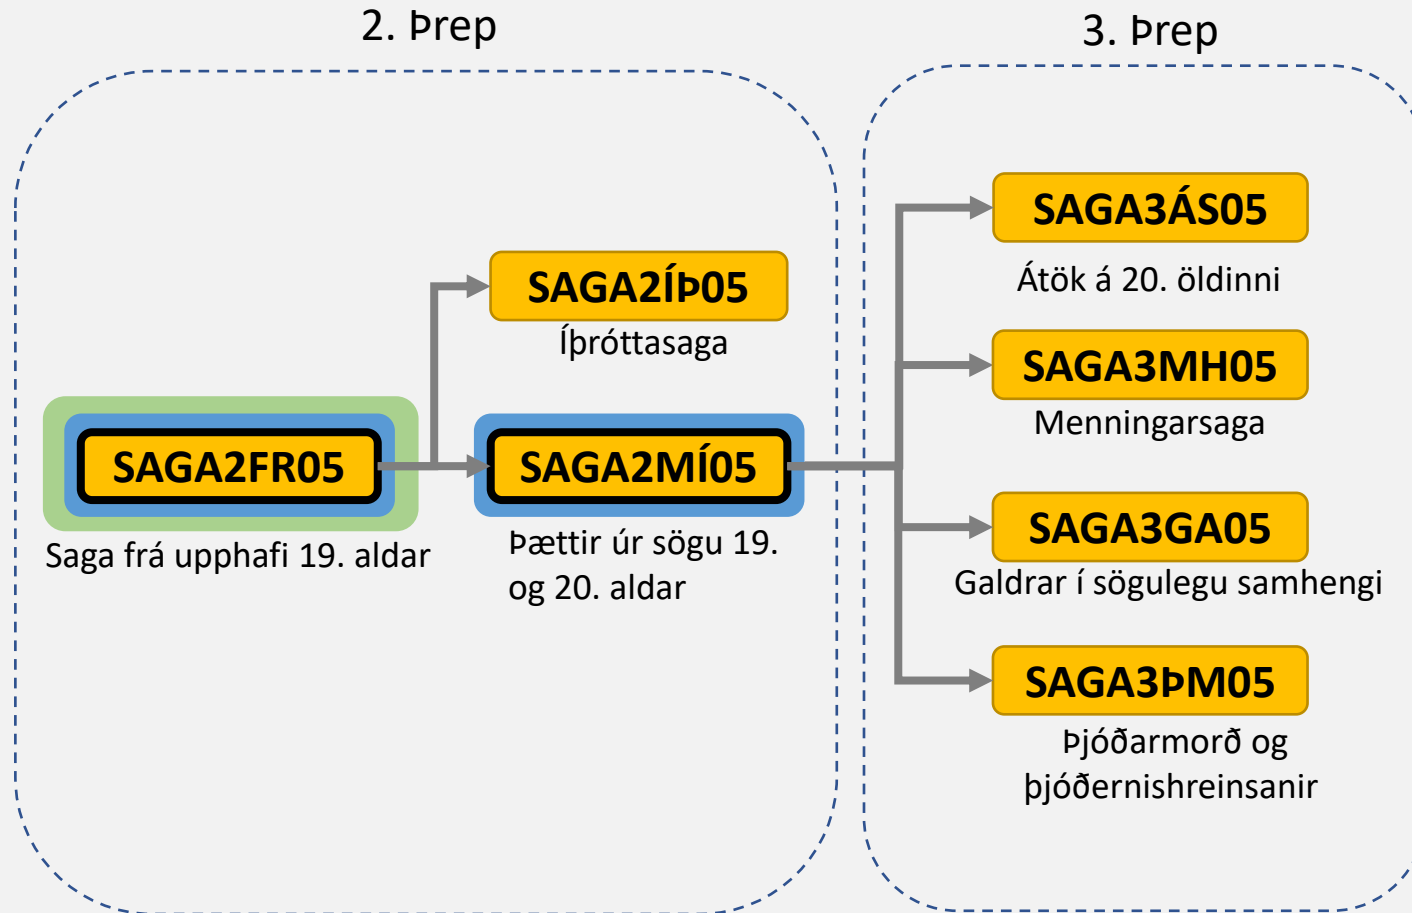 2. Þrep
SAGA2ÍÞ05
Íþróttasaga
SAGA2FR05
Saga frá upphafi 19. aldar
SAGA2MÍ05
Þættir úr sögu 19.
og 20. aldar
3. Þrep
SAGA3ÁS05
Átök á 20. öldinni
SAGA3MH05
Menningarsaga
SAGA3GA05
Galdrar í sögulegu samhengi
SAGA3ÞM05
Þjóðarmorð og
þjóðernishreinsanir